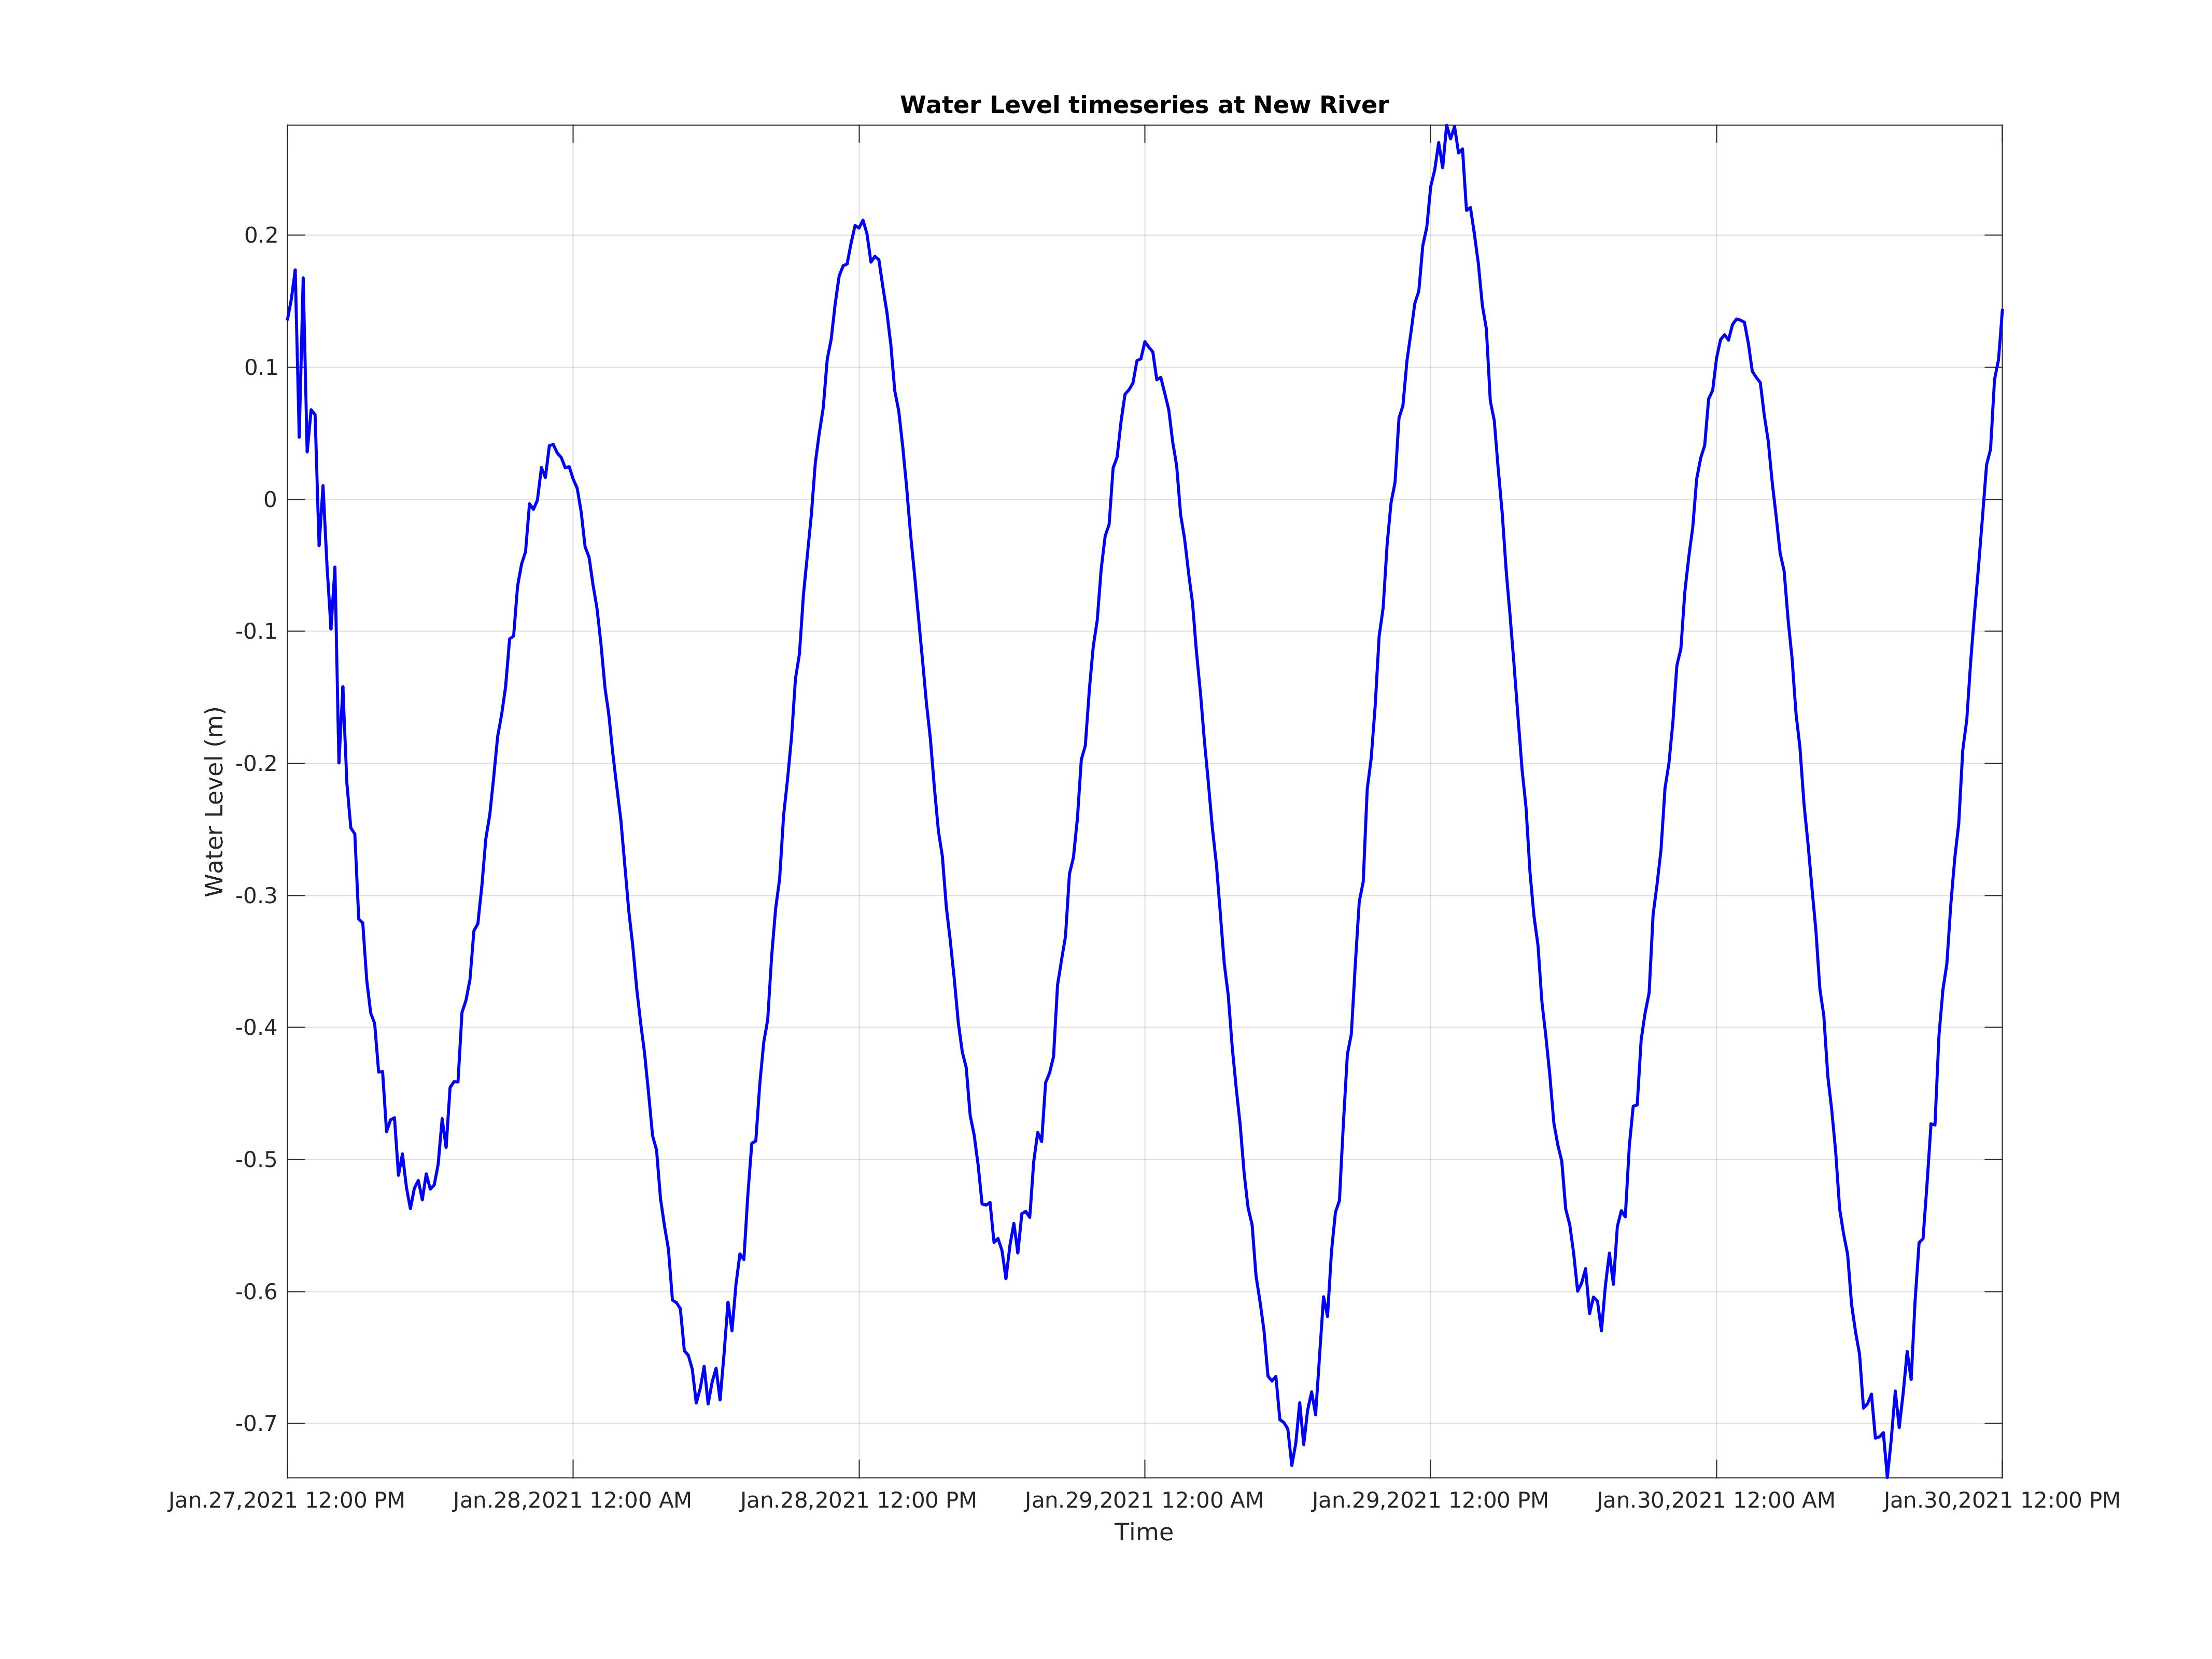 Water Level timeseries at New River
0.2
0.1
0
-0.1
-0.2
-0.3
-0.4
-0.5
-0.6
-0.7
Water Level (m)
Jan.27,2021 12:00 PM Jan.28,2021 12:00 AM Jan.28,2021 12:00 PM Jan.29,2021 12:00 AM Jan.29,2021 12:00 PM Jan.30,2021 12:00 AM Jan.30,2021 12:00 PM
Time